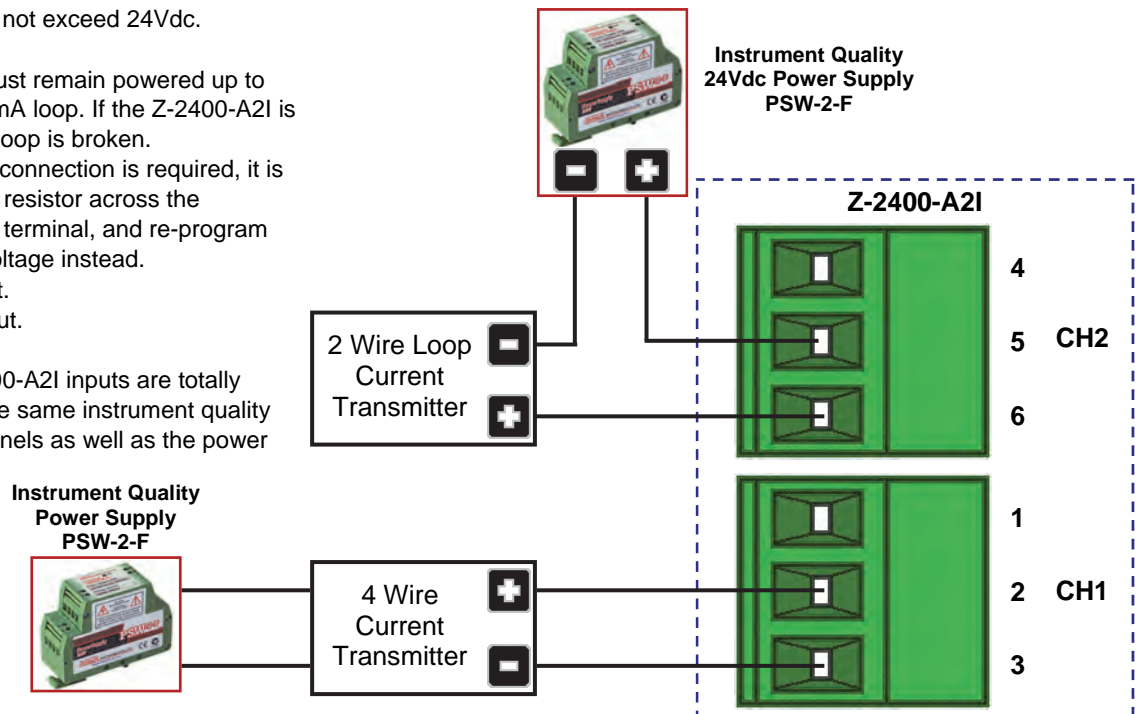 not exceed 24Vdc.
ust remain powered up to
mA loop. If the Z-2400-A2I is
oop is broken.
connection is required, it is
resistor across the
terminal, and re-program
oltage instead.
t.
ut.
00-A2I inputs are totally
e same instrument quality
nnels as well as the power
Instrument Quality
24Vdc Power Supply
PSW-2-F
Z-2400-A2I
4
5 CH2
6
2 Wire Loop
Current
Transmitter
Instrument Quality
Power Supply
PSW-2-F
4 Wire
Current
Transmitter
1
2 CH1
3